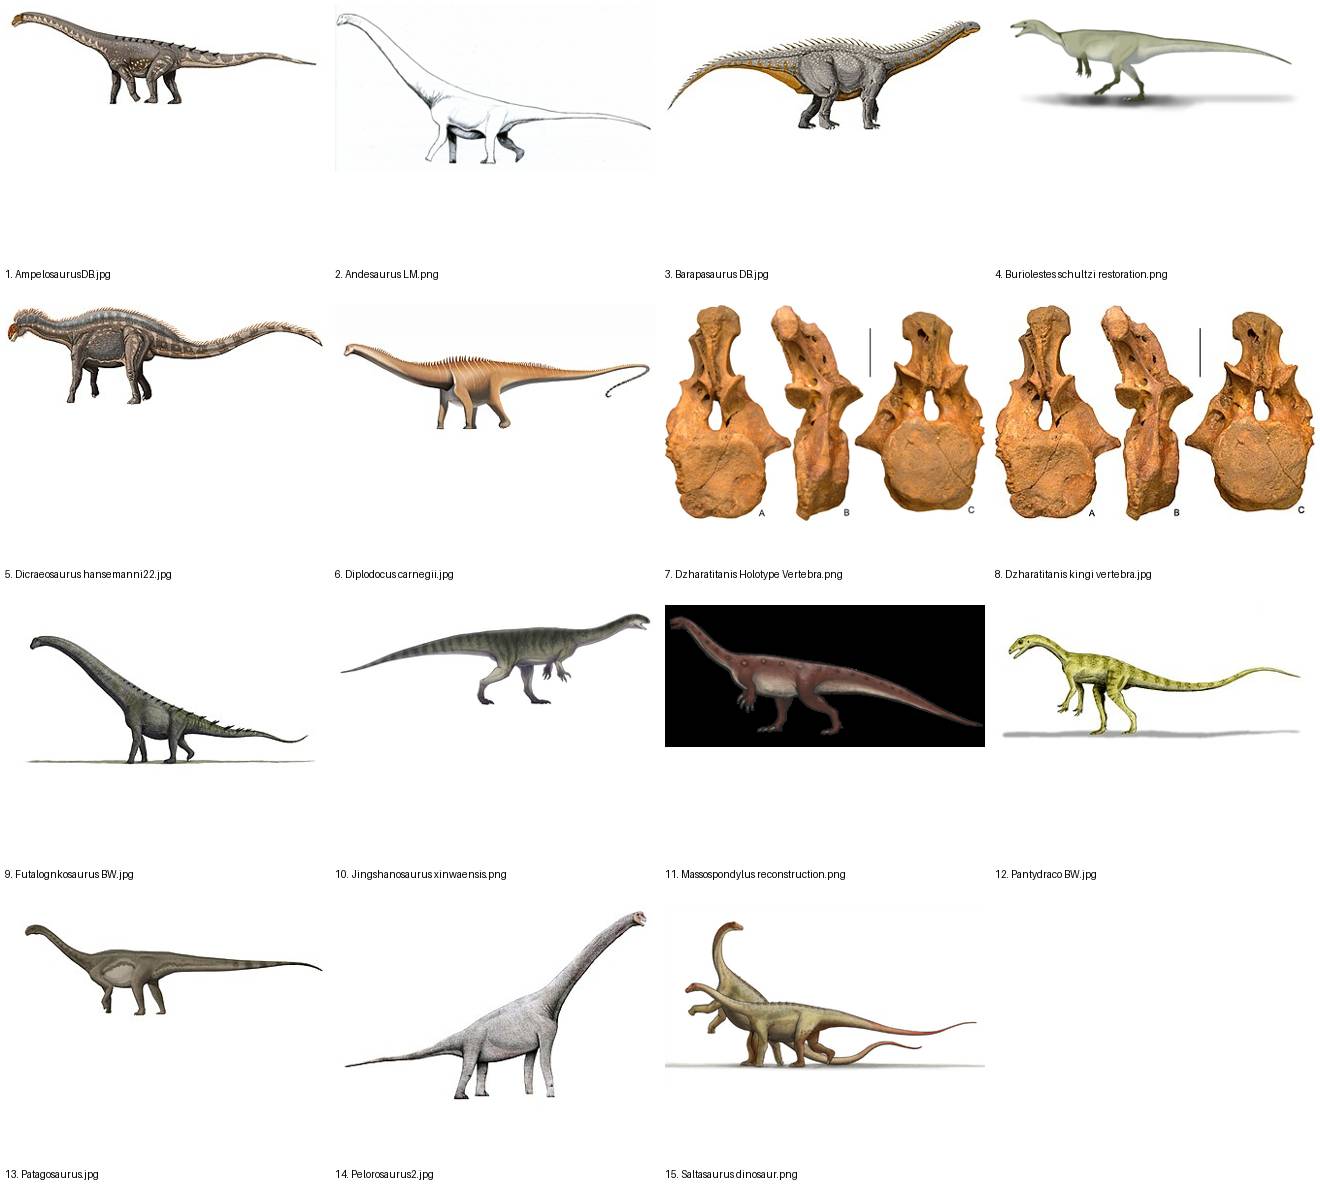 1. AmpelosaurusDB.jpg
2. Andesaurus LM.png
3. Barapasaurus DB.jpg
4. Buriolestes schultzi restoration.png
A B C
A B C
5. Dicraeosaurus hansemanni22.jpg
6. Diplodocus carnegii.jpg
7. Dzharatitanis Holotype Vertebra.png
8. Dzharatitanis kingi vertebra.jpg
9. Futalognkosaurus BW.jpg
10. Jingshanosaurus xinwaensis.png
11. Massospondylus reconstruction.png
12. Pantydraco BW.jpg
13. Patagosaurus.jpg
14. Pelorosaurus2.jpg
15. Saltasaurus dinosaur.png